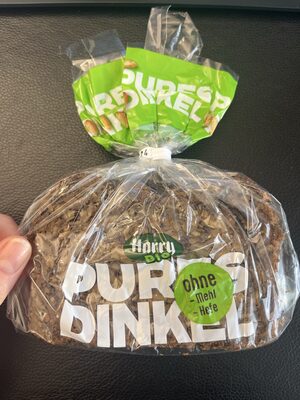 PURES
DINKEL
Harry
BIO
PURES
DINKEL
ohne
- Mehl
- Hefe